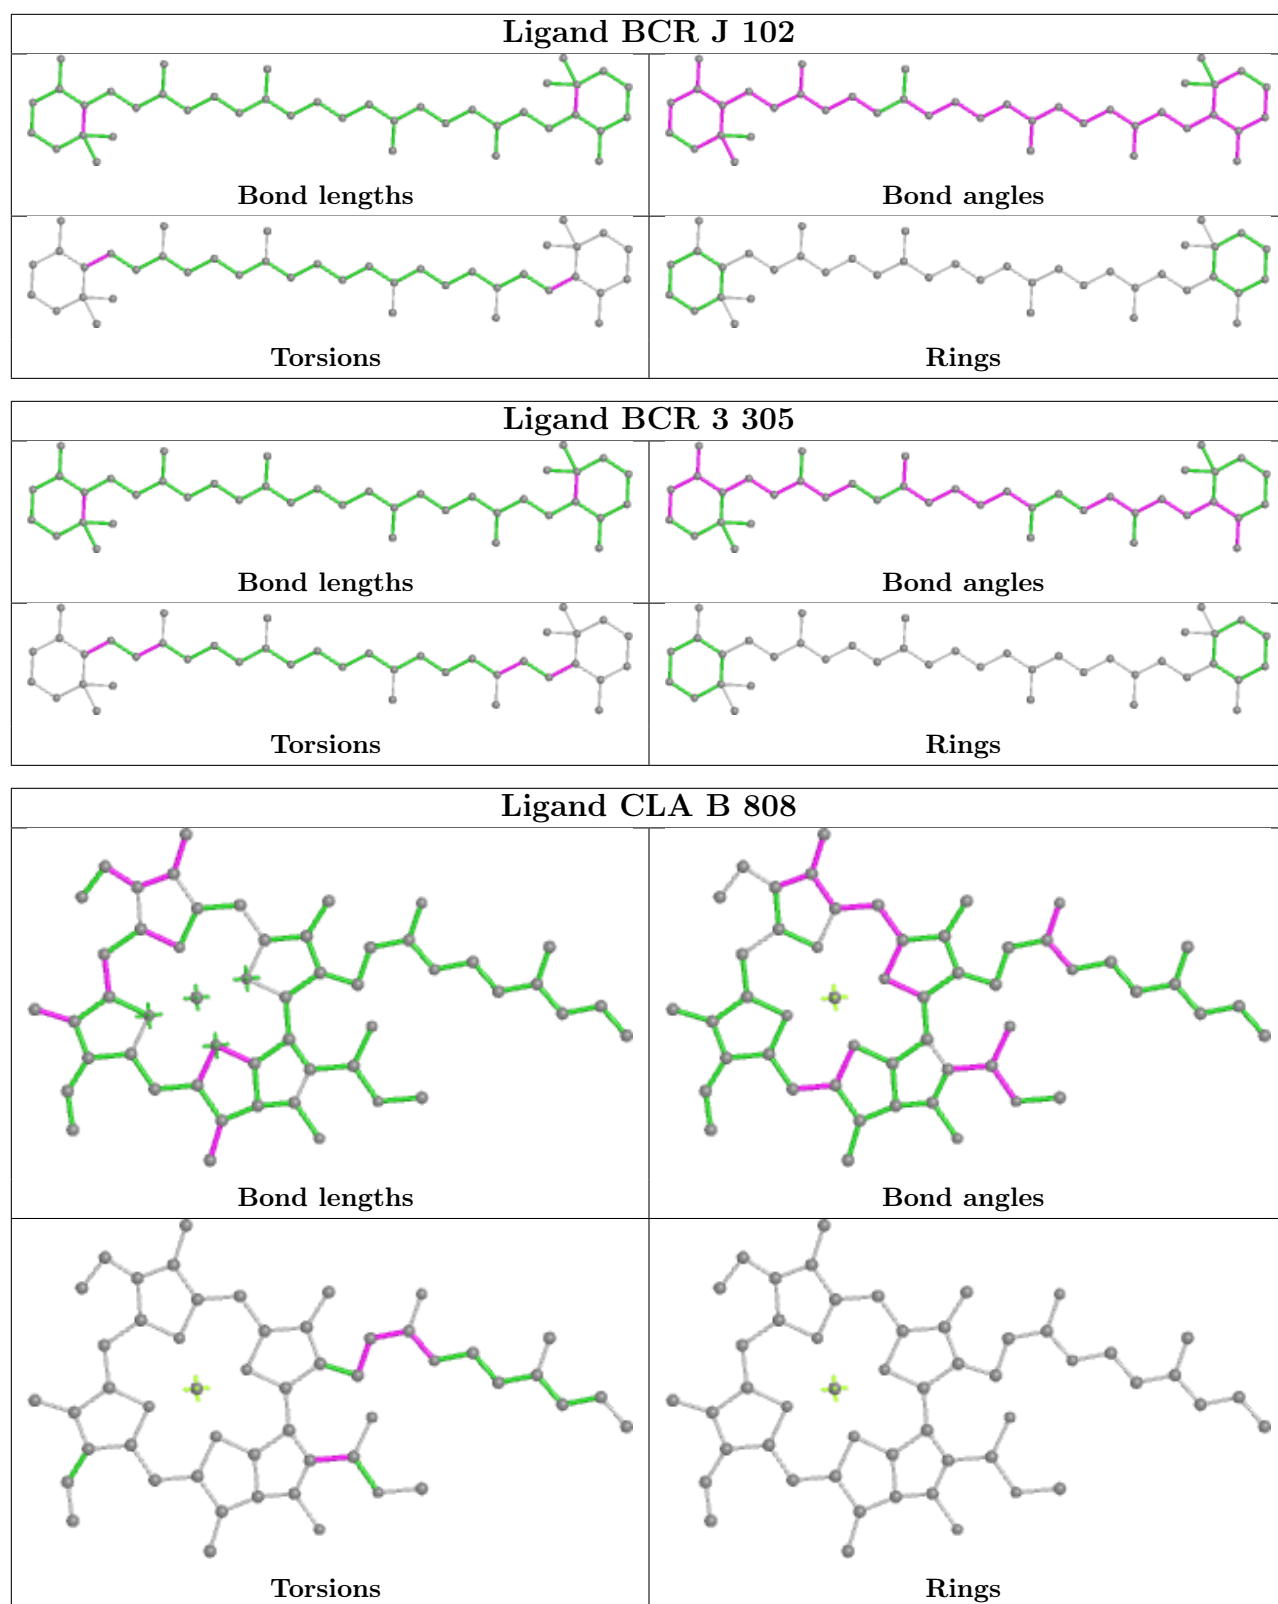 Ligand BCR J 102
Bond lengths
Bond angles
Torsions
Rings
Ligand BCR 3 305
Bond lengths
Bond angles
Torsions
Rings
Ligand CLA B 808
Bond lengths
Bond angles
Torsions
Rings